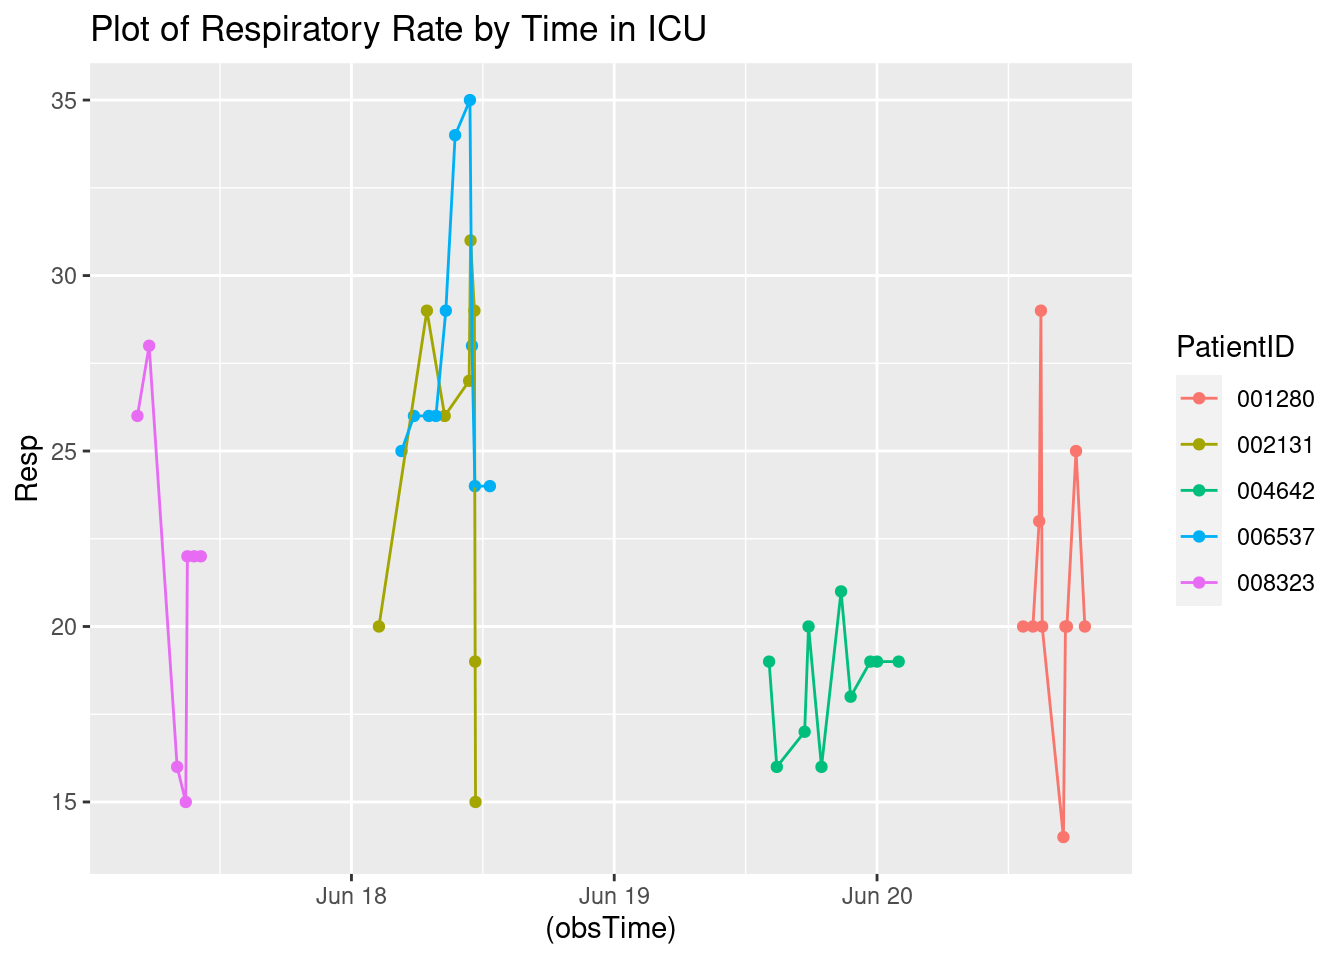 Plot of Respiratory Rate by Time in ICU
35
30
25
20
15
Resp
Jun 18
Jun 19
Jun 20
(obsTime)
PatientID
001280
002131
004642
006537
008323